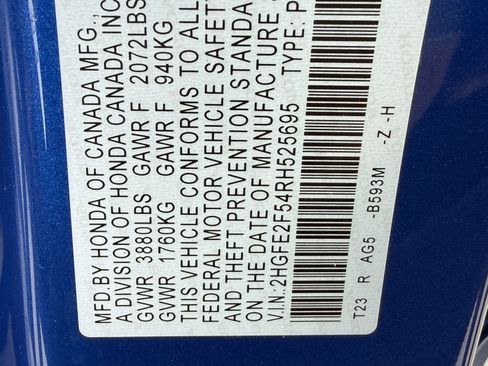 MFD.BY HONDA OF CANADA MFG.,
A DIVISION OF HONDA CANADA INC
GVWR 3880LBS GAWR F 2072LBS
GVWR 1760KG GAWR F 940KG
THIS VEHICLE CONFORMS TO ALL
FEDERAL MOTOR VEHICLE SAFETY
AND THEFT PREVENTION STANDA
ON THE DATE OF MANUFACTURE S
V.I.N.:2HGFE2F54RH525695 TYPE: P
T23 R AG5 -B593M -Z -H